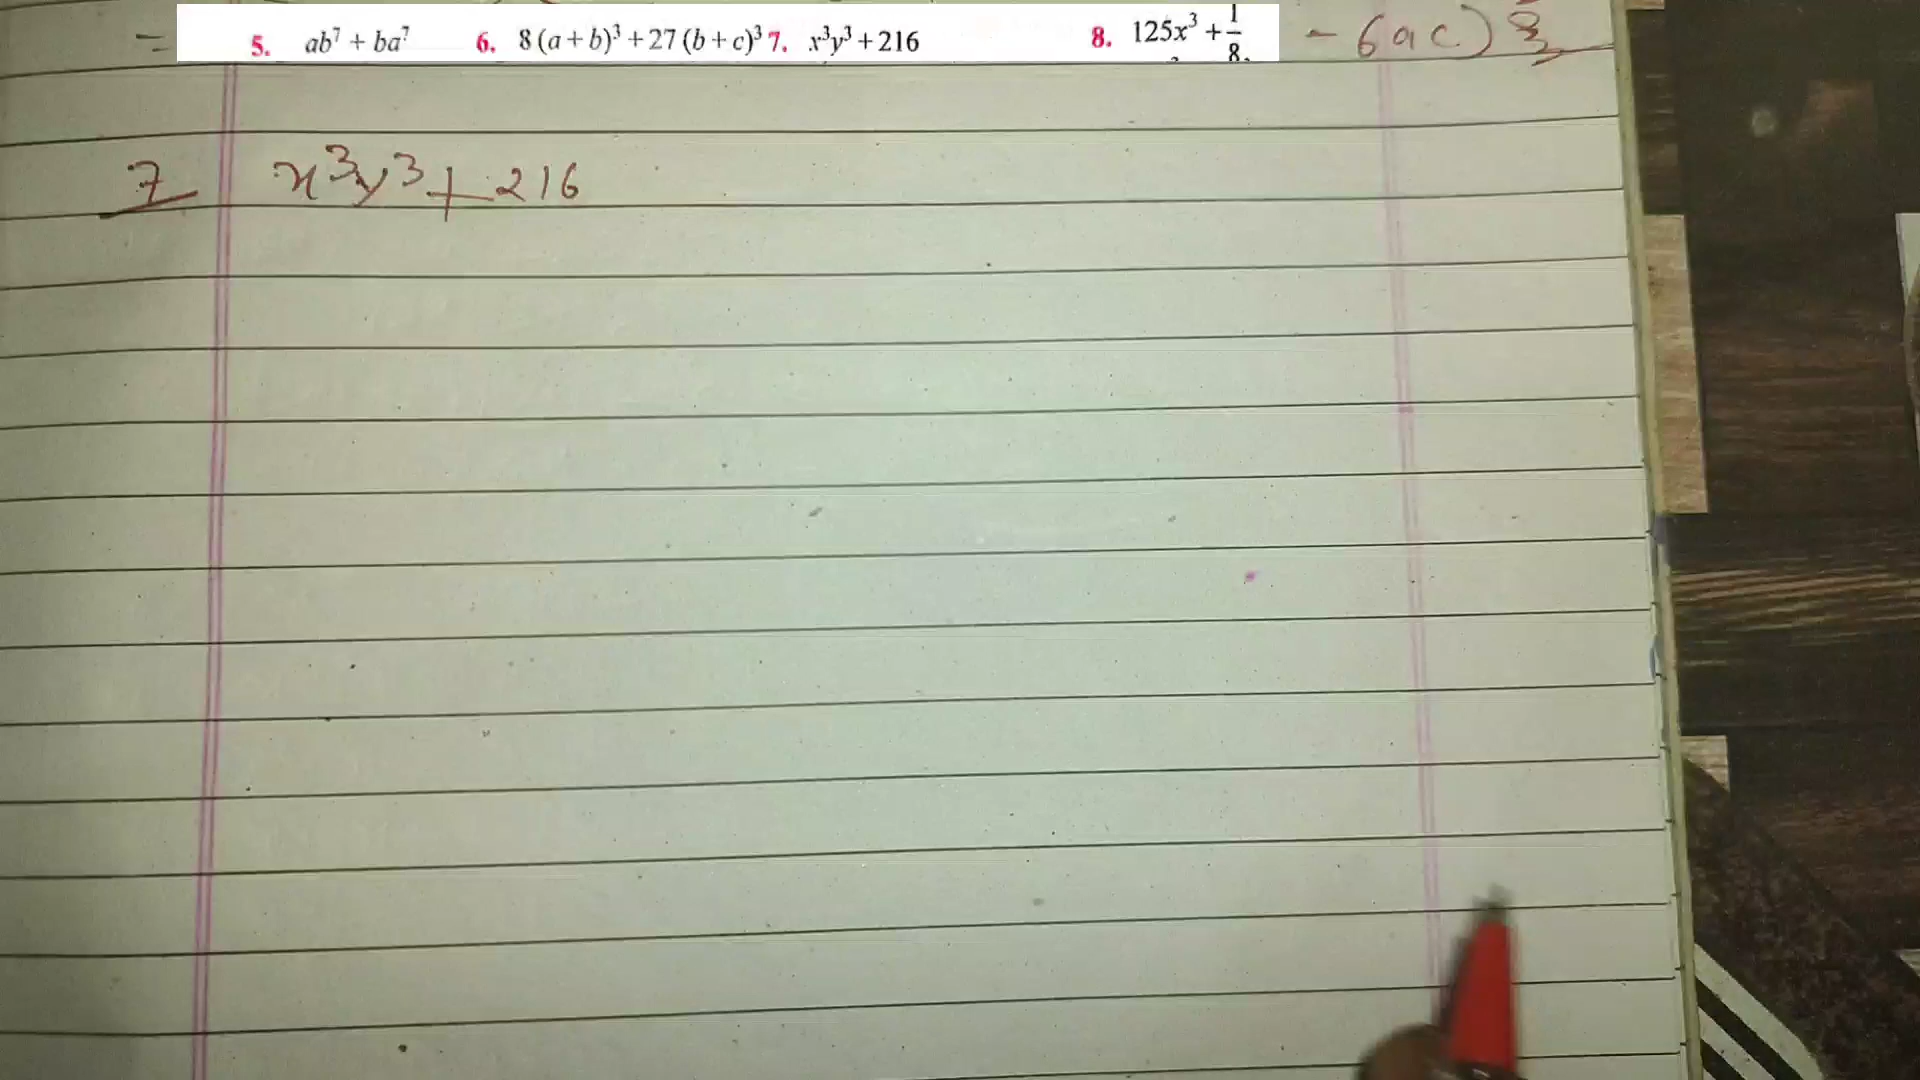 = 5. ab⁷ + ba⁷ 6. 8 (a + b)³ + 27 (b + c)³ 7. x³y³ + 216 8. 125x³ + 1/8 - 6ac)
7 x³y³ + 216